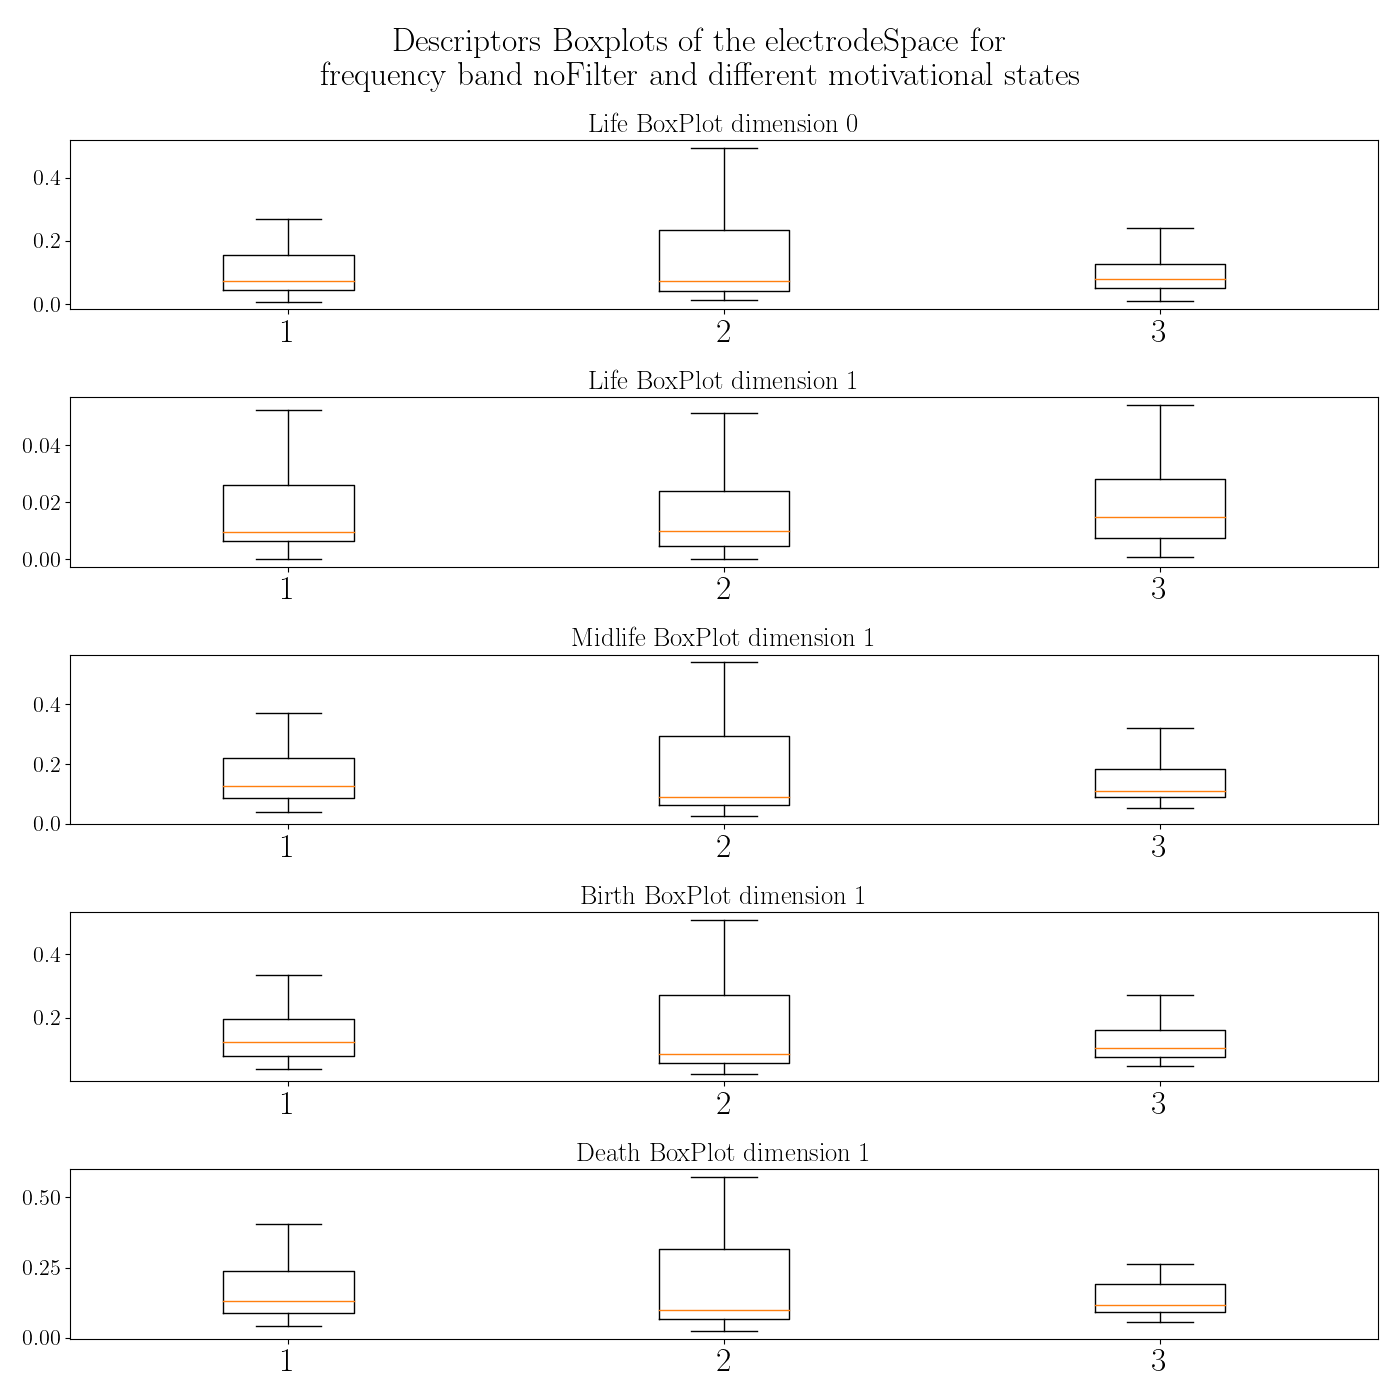 Descriptors Boxplots of the electrodeSpace for
frequency band noFilter and different motivational states
Life BoxPlot dimension 0
0.4
0.2
0.0
1 2 3
Life BoxPlot dimension 1
0.04
0.02
0.00
1 2 3
Midlife BoxPlot dimension 1
0.4
0.2
0.0
1 2 3
Birth BoxPlot dimension 1
0.4
0.2
1 2 3
Death BoxPlot dimension 1
0.50
0.25
0.00
1 2 3